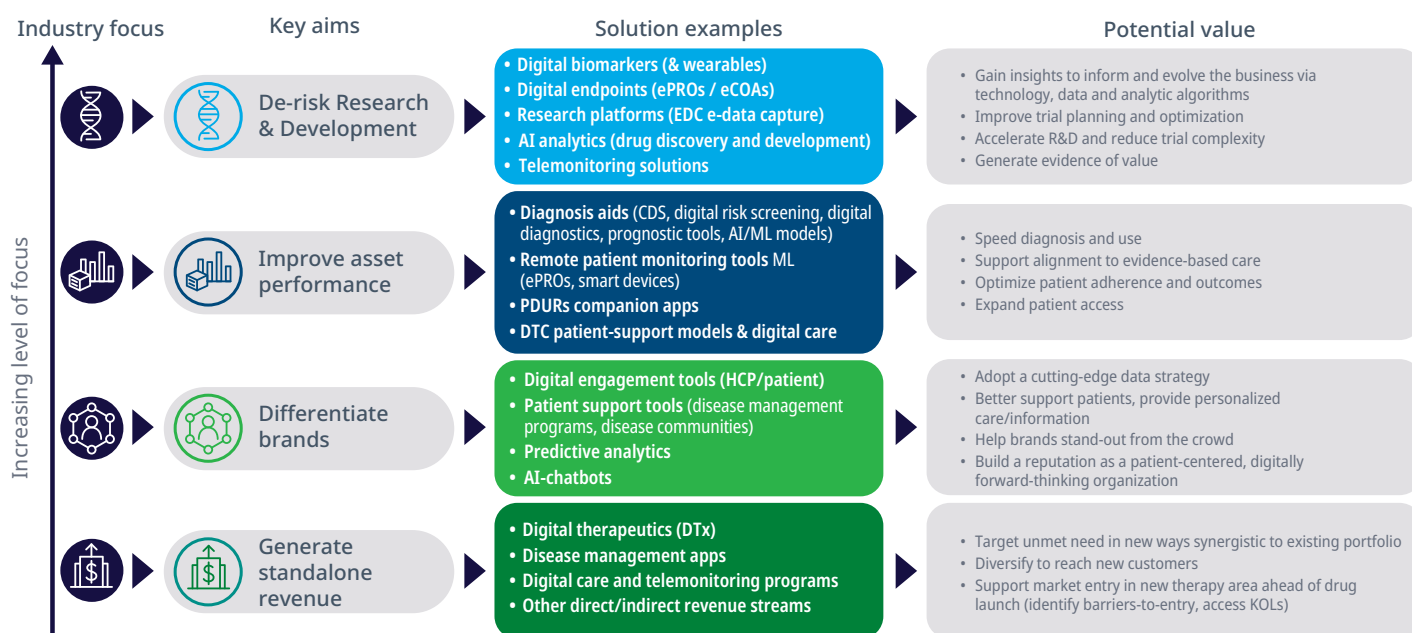 Industry focus
Key aims
Solution examples
Potential value
Increasing level of focus
De-risk Research
& Development
• Digital biomarkers (& wearables)
• Digital endpoints (ePROs / eCOAs)
• Research platforms (EDC e-data capture)
• AI analytics (drug discovery and development)
• Telemonitoring solutions
• Gain insights to inform and evolve the business via
technology, data and analytic algorithms
• Improve trial planning and optimization
• Accelerate R&D and reduce trial complexity
• Generate evidence of value
Improve asset
performance
• Diagnosis aids (CDS, digital risk screening, digital
diagnostics, prognostic tools, AI/ML models)
• Remote patient monitoring tools ML
(ePROs, smart devices)
• PDURs companion apps
• DTC patient-support models & digital care
• Speed diagnosis and use
• Support alignment to evidence-based care
• Optimize patient adherence and outcomes
• Expand patient access
Differentiate
brands
• Digital engagement tools (HCP/patient)
• Patient support tools (disease management
programs, disease communities)
• Predictive analytics
• AI-chatbots
• Adopt a cutting-edge data strategy
• Better support patients, provide personalized
care/information
• Help brands stand-out from the crowd
• Build a reputation as a patient-centered, digitally
forward-thinking organization
$
$
Generate
standalone
revenue
• Digital therapeutics (DTx)
• Disease management apps
• Digital care and telemonitoring programs
• Other direct/indirect revenue streams
• Target unmet need in new ways synergistic to existing portfolio
• Diversify to reach new customers
• Support market entry in new therapy area ahead of drug
launch (identify barriers-to-entry, access KOLs)